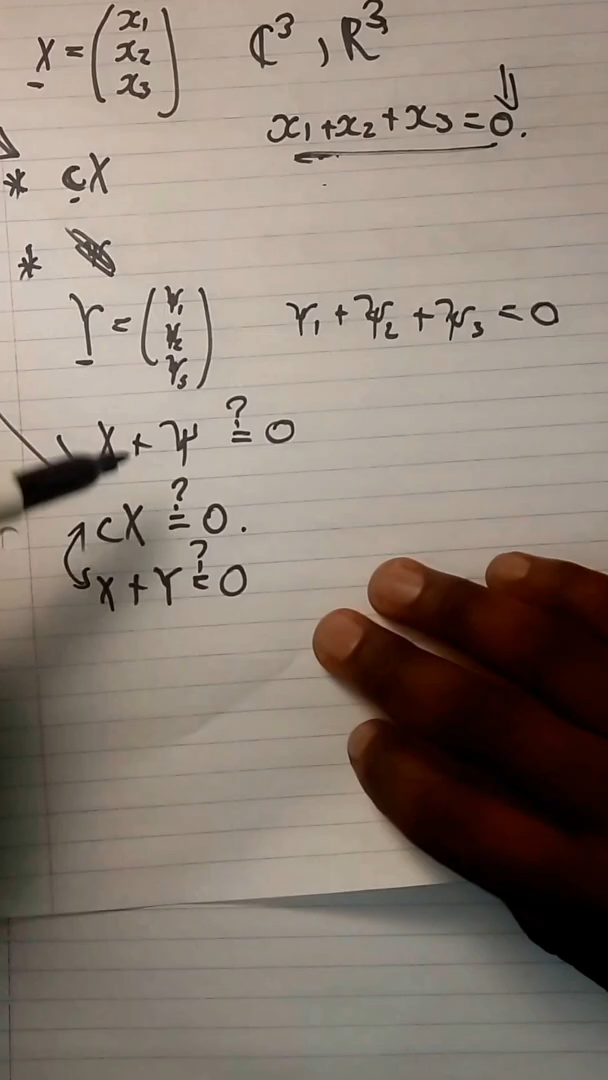 X = (x₁ x₂ x₃) ℂ³, ℝ³
x₁ + x₂ + x₃ = 0.
* cX
*
Y = (y₁ y₂ y₃) y₁ + y₂ + y₃ = 0
X + y ?= 0
cX ?= 0.
X + Y ?= 0